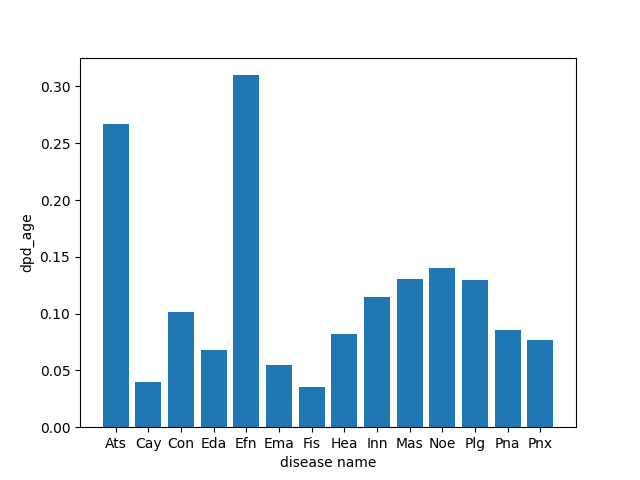 0.30
0.25
0.20
0.15
0.10
0.05
0.00
dpd_age
Ats Cay Con Eda Efn Ema Fis Hea Inn Mas Noe Plg Pna Pnx
disease name